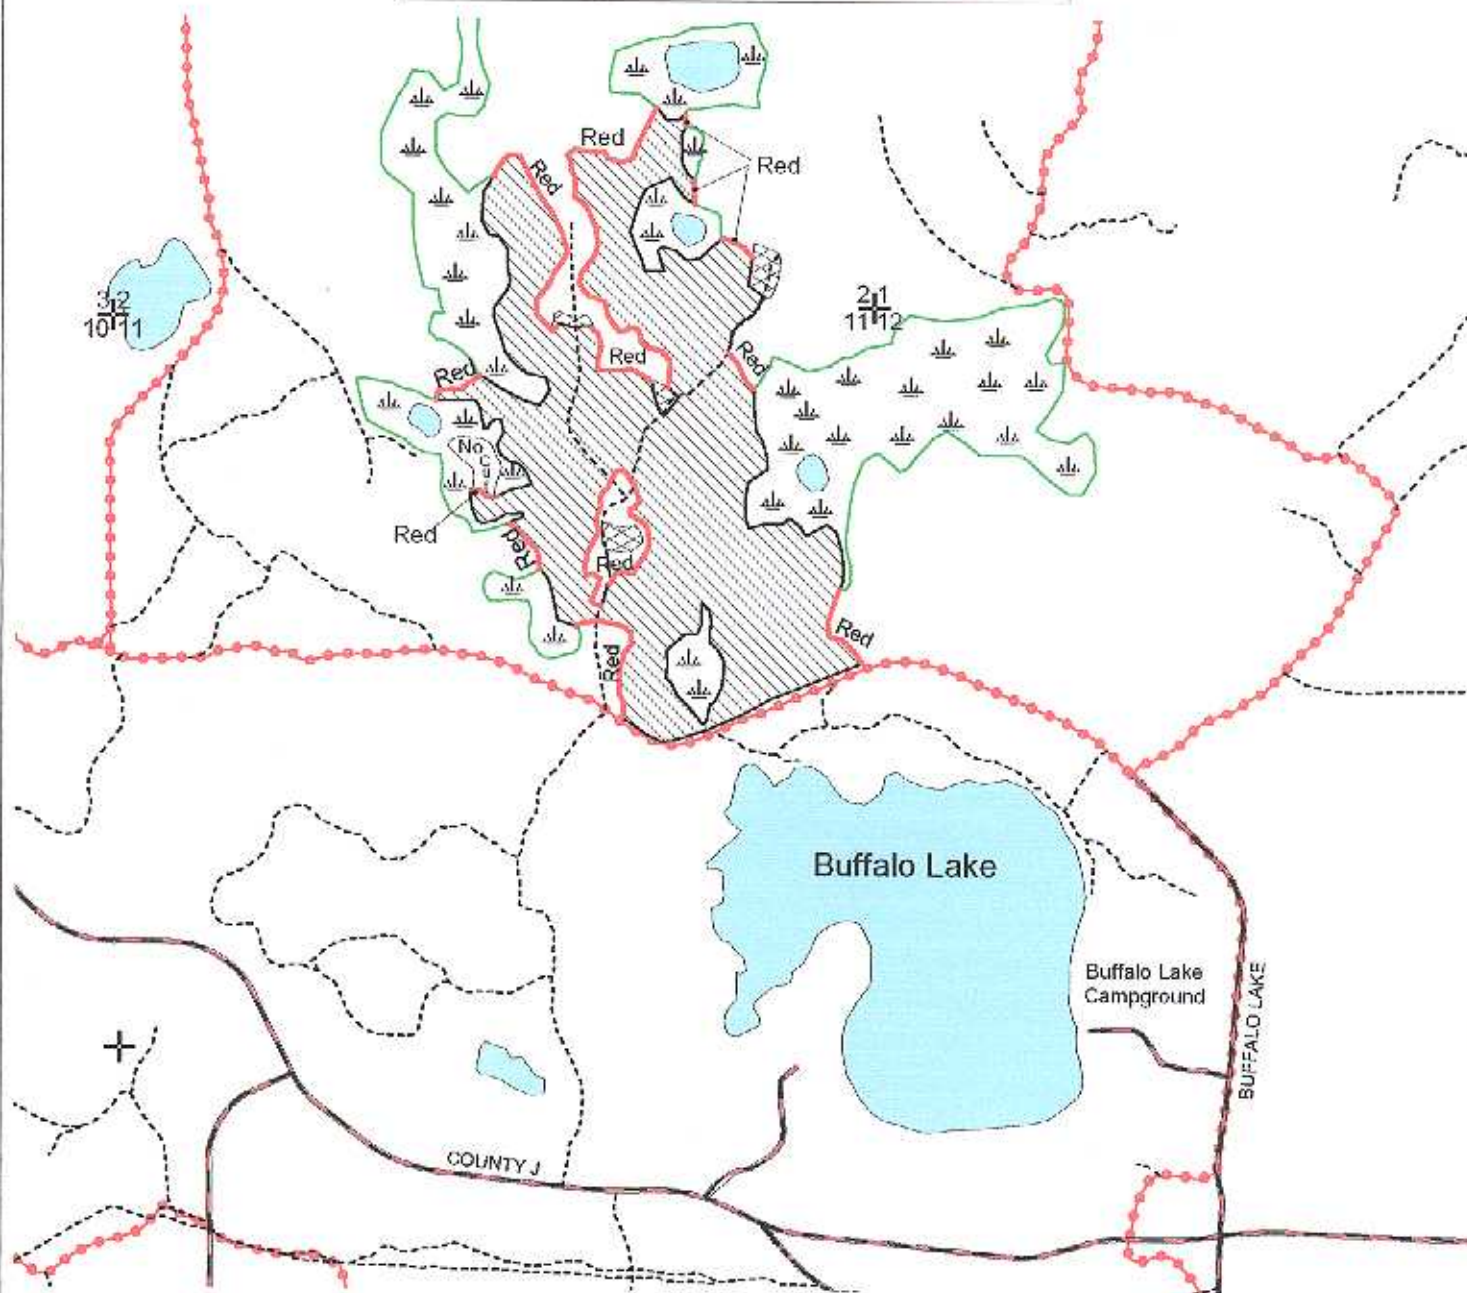 Red
Red
Red
3 2
10 11
2 1
11 12
Red
Red
Red
No
Cut
Red
Red
Red
Red
Red
Buffalo Lake
Buffalo Lake
Campground
BUFFALO LAKE
COUNTY J